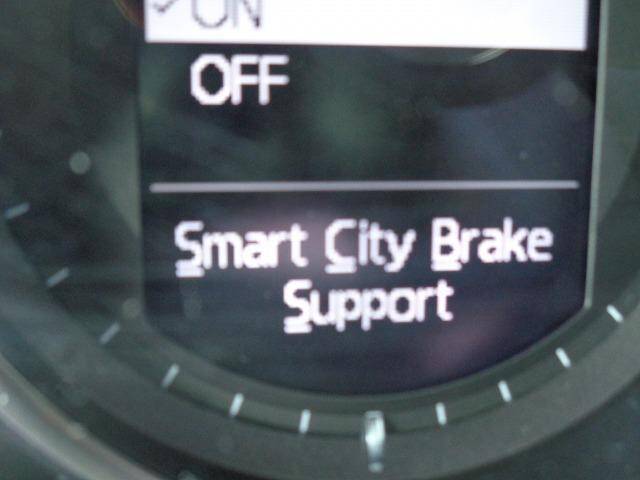 ON
OFF
Smart City Brake
Support